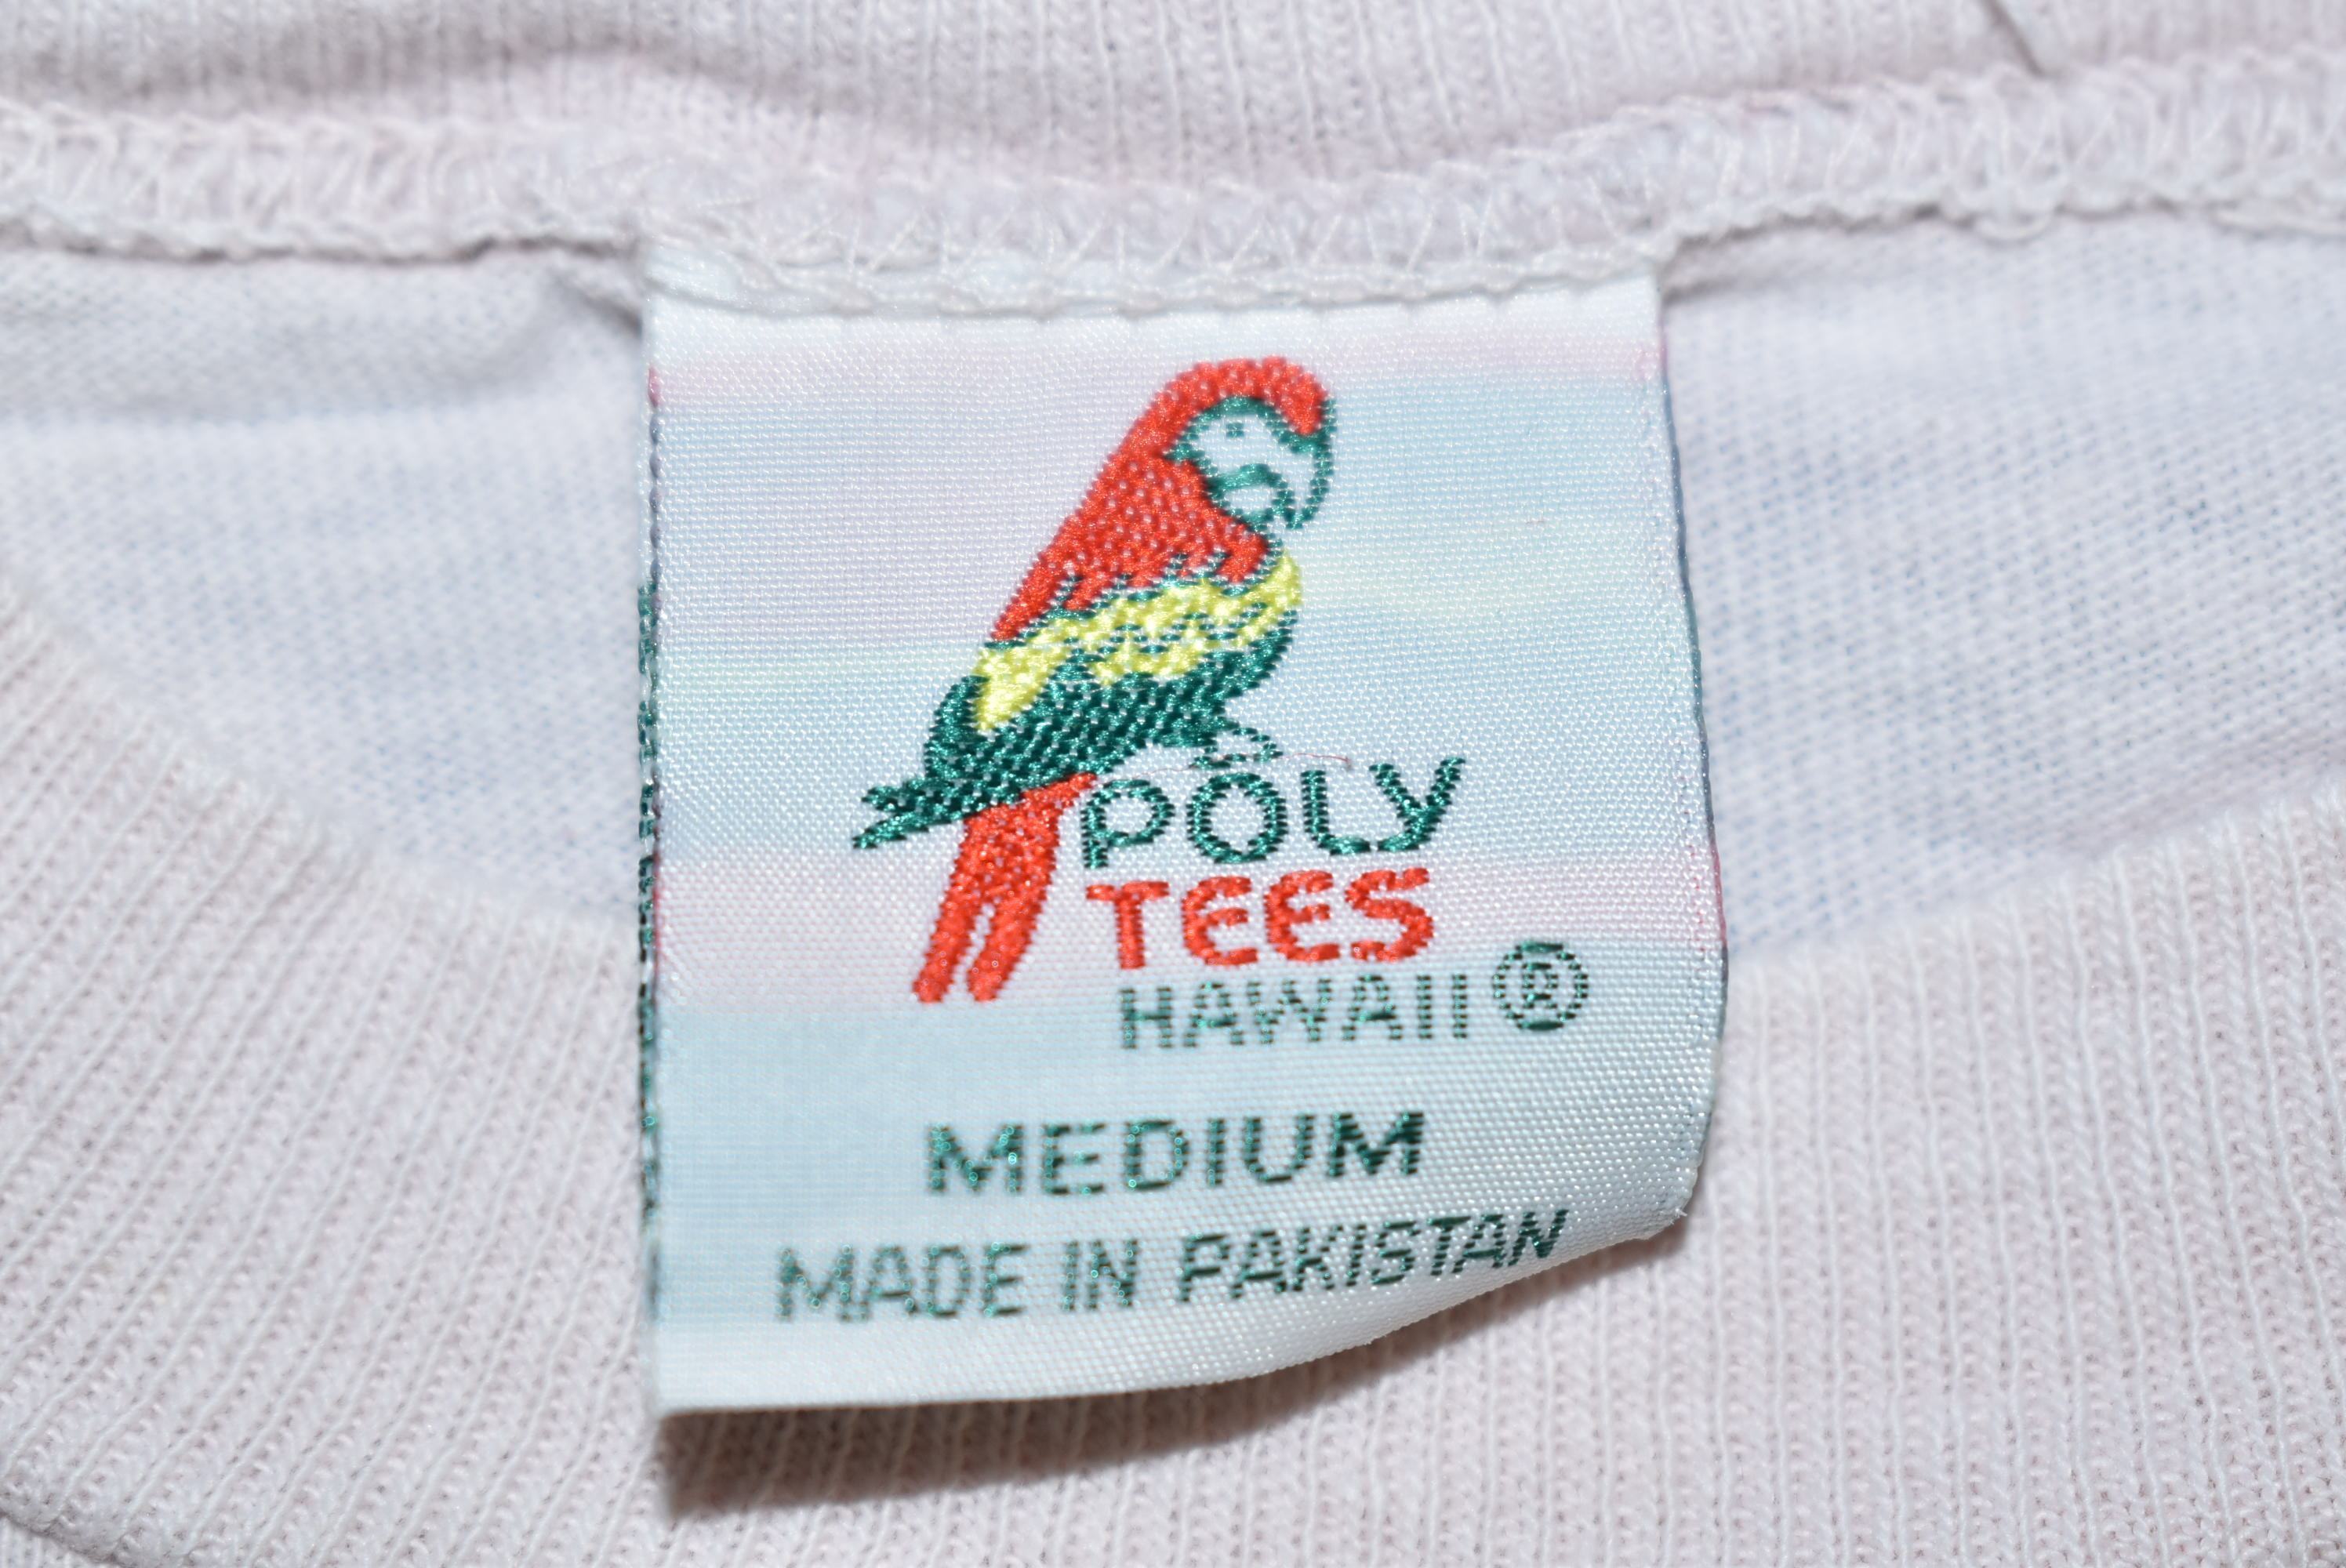 POLY
TEES
HAWAII®
MEDIUM
MADE IN PAKISTAN